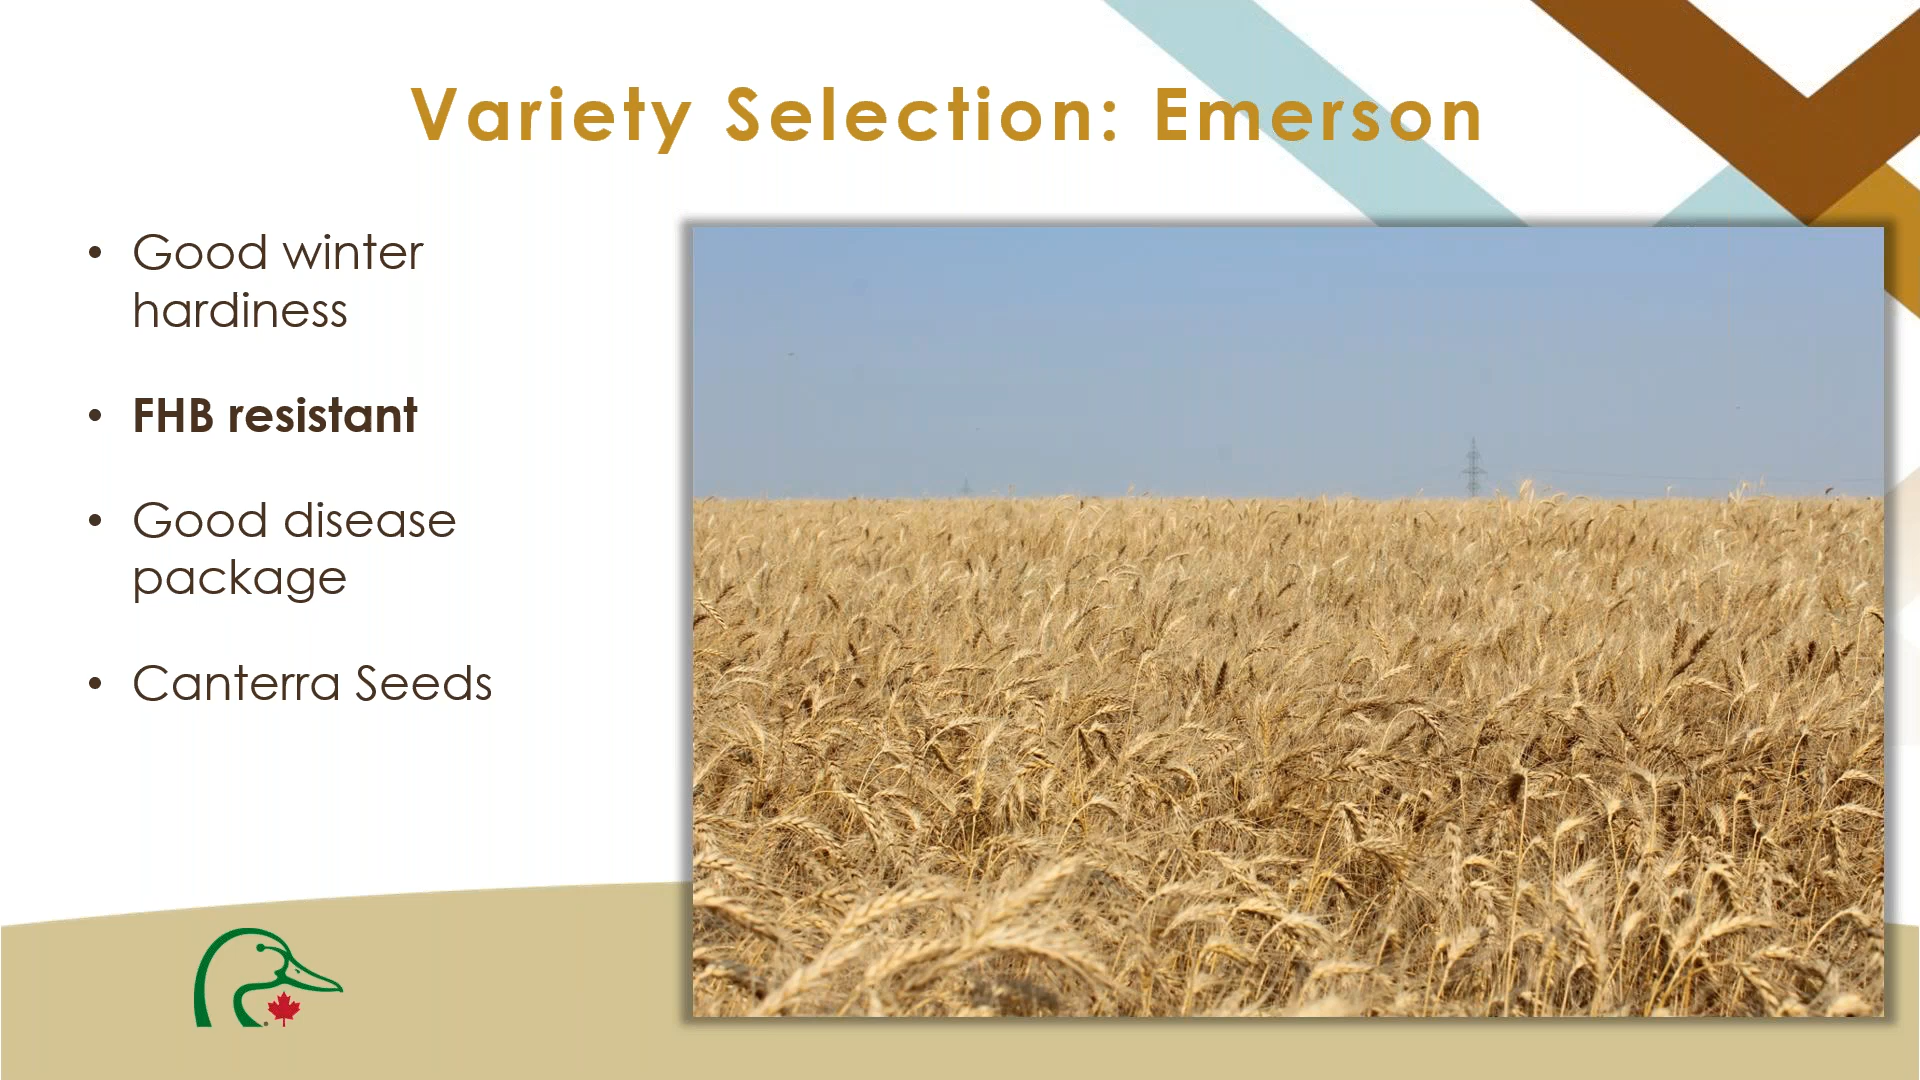 Variety Selection: Emerson
• Good winter
hardiness
• FHB resistant
• Good disease
package
• Canterra Seeds